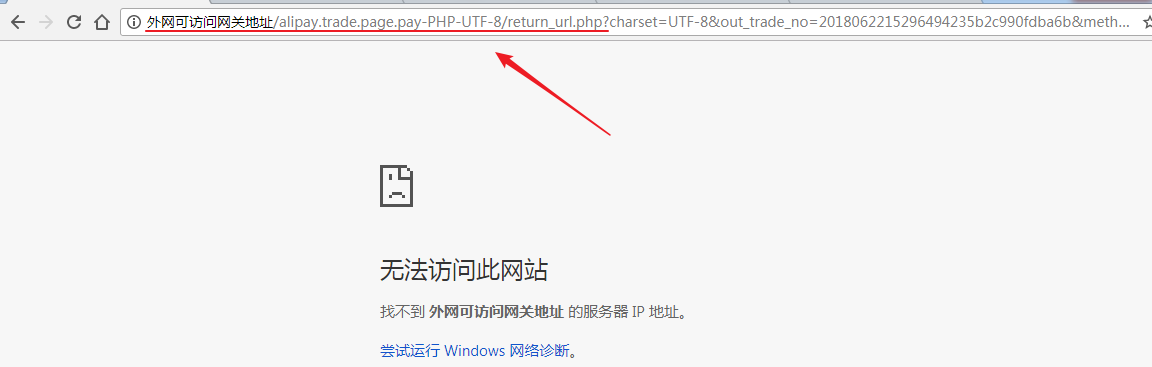 外网可访问网关地址/alipay.trade.page.pay-PHP-UTF-8/return_url.php?charset=UTF-8&out_trade_no=2018062215296494235b2c990fdba6b&meth...
无法访问此网站
找不到 外网可访问网关地址 的服务器 IP 地址。
尝试运行 Windows 网络诊断。